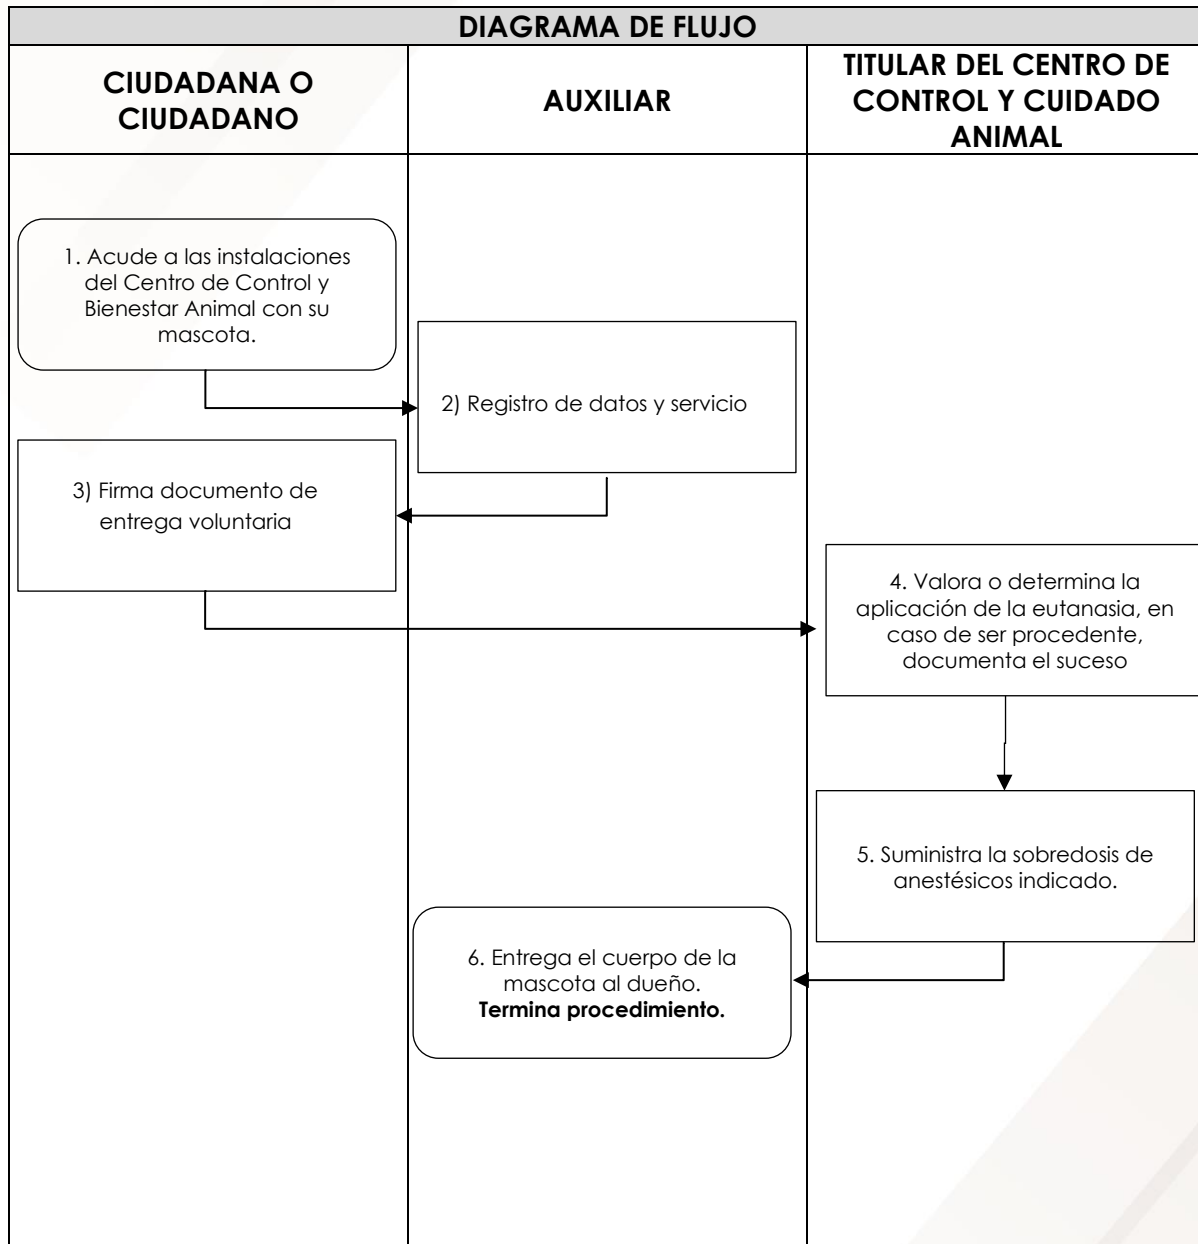 DIAGRAMA DE FLUJO
CIUDADANA O
CIUDADANO
AUXILIAR
TITULAR DEL CENTRO DE
CONTROL Y CUIDADO
ANIMAL
1. Acude a las instalaciones
del Centro de Control y
Bienestar Animal con su
mascota.
2) Registro de datos y servicio
3) Firma documento de
entrega voluntaria
4. Valora o determina la
aplicación de la eutanasia, en
caso de ser procedente,
documenta el suceso
5. Suministra la sobredosis de
anestésicos indicado.
6. Entrega el cuerpo de la
mascota al dueño.
Termina procedimiento.